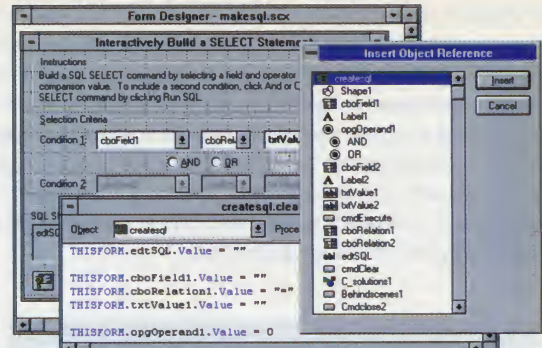 Form Designer - makesql.scx
Interactively Build a SELECT Statement
Instructions
Build a SQL SELECT command by selecting a field and operator
comparison value. To include a second condition, click And or
SELECT command by clicking Run SQL.
Selection Criteria
Condition 1: cboField1 cboRel txtValu
AND OR
Condition 2
SQL
edtSQ
createsql.clea
Object: createsql
THISFORM.edtSQL.Value = ""
THISFORM.cboField1.Value = ""
THISFORM.cboRelation1.Value = "="
THISFORM.txtValue1.Value = ""
THISFORM.opgOperand1.Value = 0
Insert Object Reference
createsql
Shape1
cboField1
Label1
opgOperand1
AND
OR
cboField2
Label2
txtValue1
txtValue2
cmdExecute
cboRelation1
cboRelation2
edtSQL
cmdClear
C_solutions1
Behindscenes1
Cmdclose2
Insert
Cancel